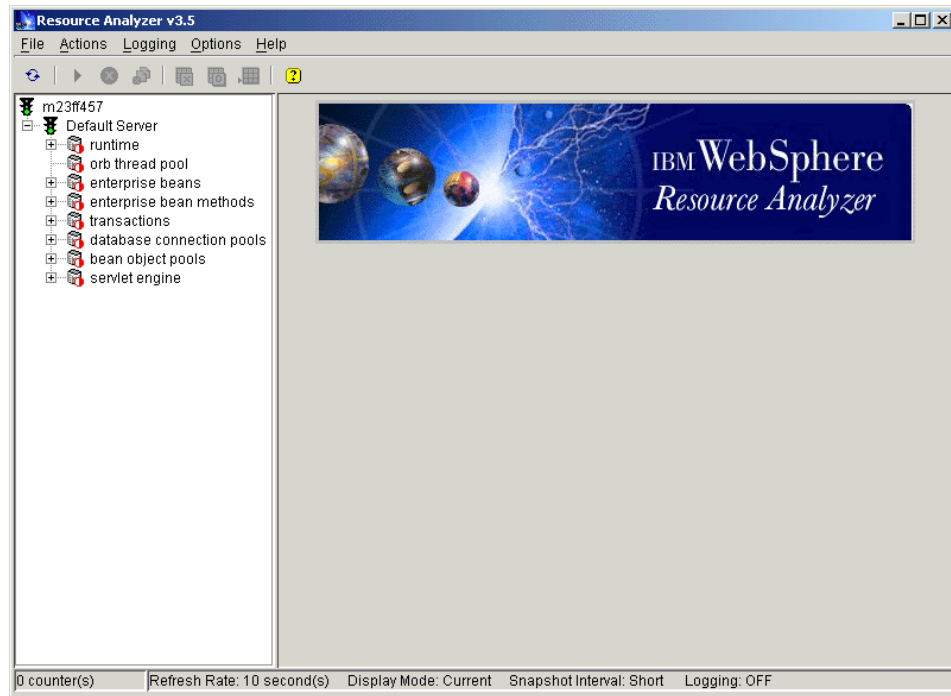 Resource Analyzer v3.5
File Actions Logging Options Help
?
m23ff457
Default Server
runtime
orb thread pool
enterprise beans
enterprise bean methods
transactions
database connection pools
bean object pools
servlet engine
IBM WebSphere
Resource Analyzer
0 counter(s) Refresh Rate: 10 second(s) Display Mode: Current Snapshot Interval: Short Logging: OFF